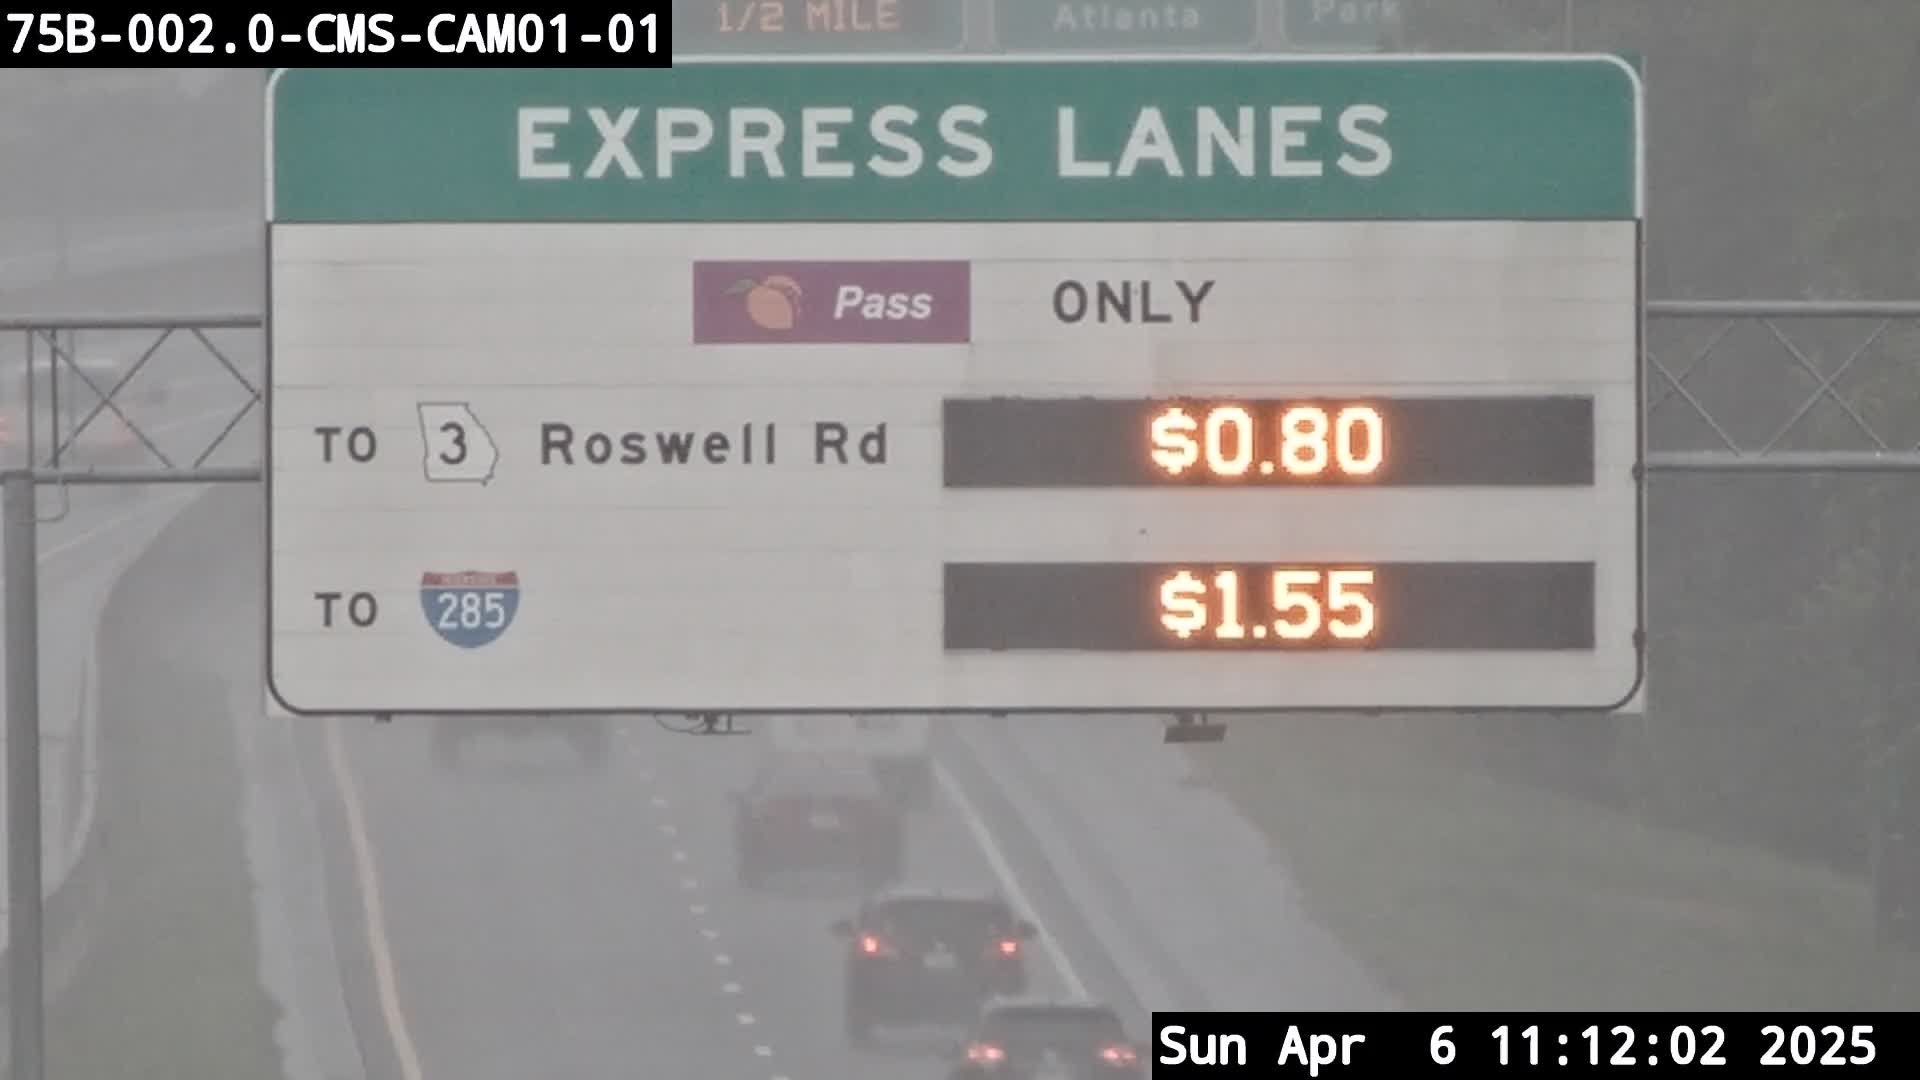 75B-002.0-CMS-CAM01-01
1/2 MILE
Atlanta
Park
EXPRESS LANES
Pass ONLY
TO 3 Roswell Rd $0.80
TO 285 $1.55
Sun Apr 6 11:12:02 2025